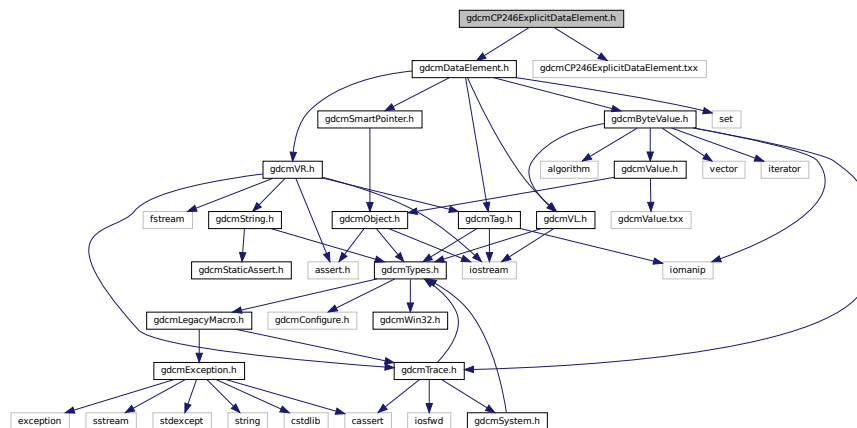 gdcmCP246ExplicitDataElement.h
gdcmDataElement.h
gdcmCP246ExplicitDataElement.txx
gdcmSmartPointer.h
gdcmByteValue.h
set
gdcmVR.h
algorithm
gdcmValue.h
vector
iterator
fstream
gdcmString.h
gdcmObject.h
gdcmTag.h
gdcmVL.h
gdcmValue.txx
gdcmStaticAssert.h
assert.h
gdcmTypes.h
iostream
iomanip
gdcmLegacyMacro.h
gdcmConfigure.h
gdcmWin32.h
gdcmException.h
gdcmTrace.h
exception
sstream
stdexcept
string
cstdlib
cassert
iosfwd
gdcmSystem.h